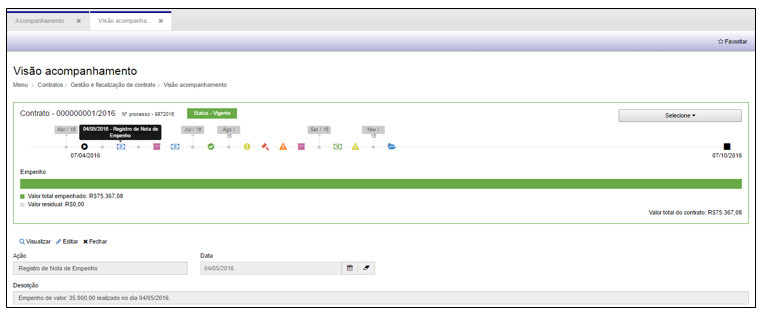 Acompanhamento ×
Visão acompanha... ×
Favoritar
Visão acompanhamento
Menu > Contratos > Gestão e fiscalização de contrato > Visão acompanhamento
Contrato - 000000001/2016 Nº processo - 9872016 Status - Vigente
Selecione
Abr / 16
04/05/2016 - Registro de Nota de
Empenho
Jul / 16
Ago /
16
Set / 16
Nov /
16
07/04/2016
07/10/2016
Empenho
Valor total empenhado: R$75.367,08
Valor residual: R$0,00
Valor total do contrato: R$75.367,08
Visualizar Editar × Fechar
Ação
Data
Registro de Nota de Empenho
04/05/2016
Descrição
Empenho de valor: 35.000,00 realizado no dia 04/05/2016.